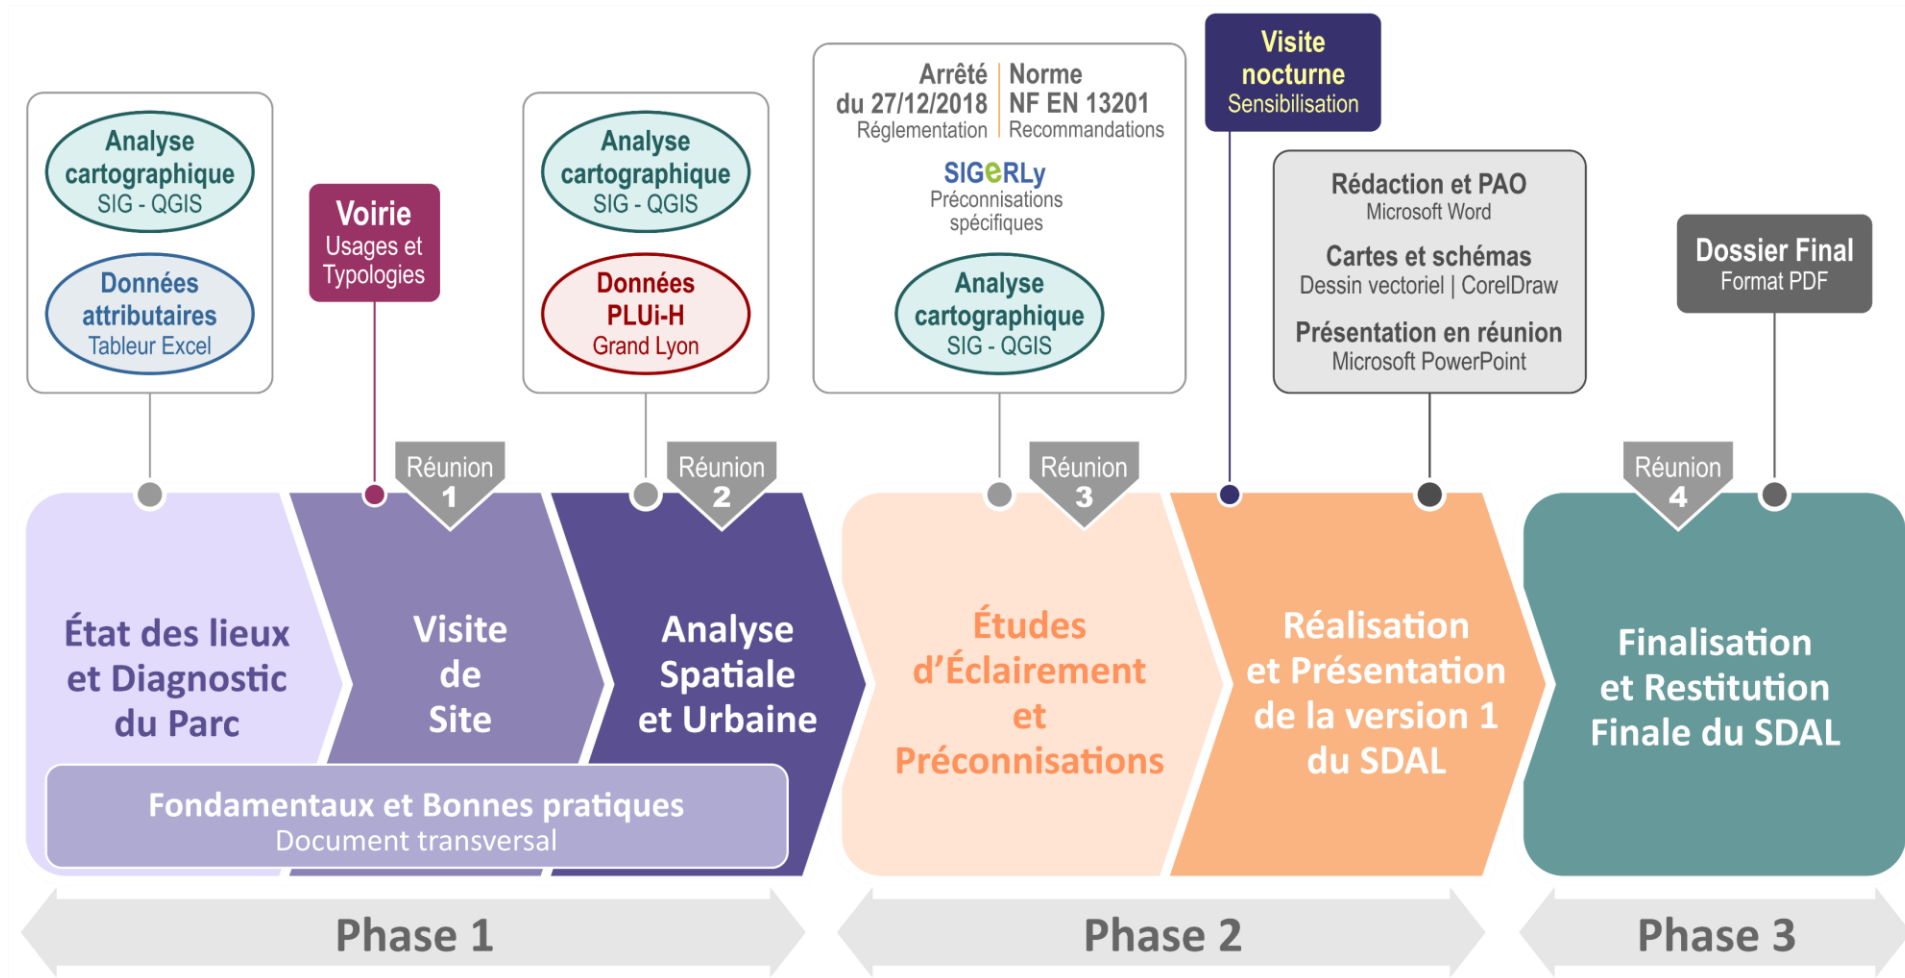 Analyse
cartographique
SIG - QGIS
Données
attributaires
Tableur Excel
Voirie
Usages et
Typologies
Analyse
cartographique
SIG - QGIS
Données
PLUi-H
Grand Lyon
Arrêté
du 27/12/2018
Réglementation
Norme
NF EN 13201
Recommandations
SIGeRLy
Préconnisations
spécifiques
Analyse
cartographique
SIG - QGIS
Visite
nocturne
Sensibilisation
Rédaction et PAO
Microsoft Word
Cartes et schémas
Dessin vectoriel | CorelDraw
Présentation en réunion
Microsoft PowerPoint
Dossier Final
Format PDF
Réunion
1
Réunion
2
Réunion
3
Réunion
4
État des lieux
et Diagnostic
du Parc
Visite
de
Site
Analyse
Spatiale
et Urbaine
Études
d'Éclairement
et
Préconnisations
Réalisation
et Présentation
de la version 1
du SDAL
Finalisation
et Restitution
Finale du SDAL
Fondamentaux et Bonnes pratiques
Document transversal
Phase 1
Phase 2
Phase 3